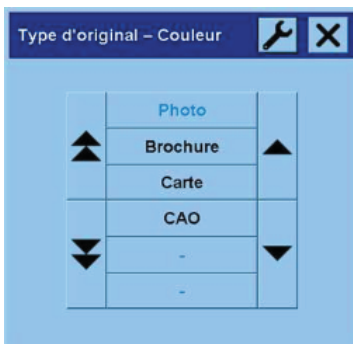 Type d'original – Couleur
Photo
Brochure
Carte
CAO
-
-